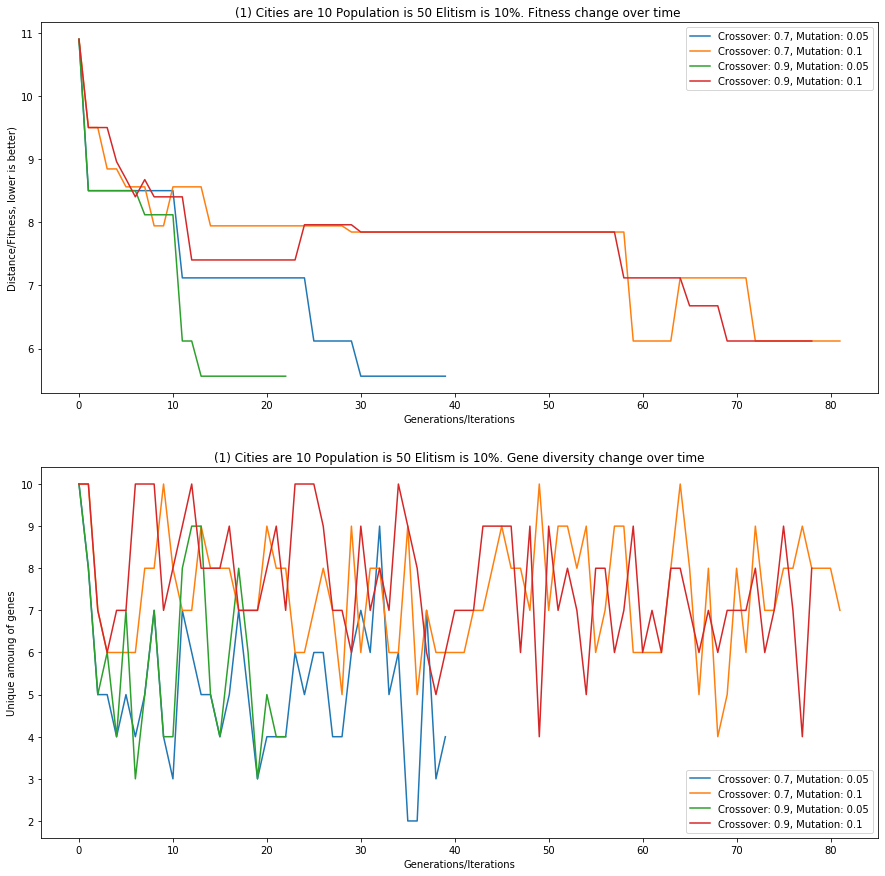 (1) Cities are 10 Population is 50 Elitism is 10%. Fitness change over time
Distance/Fitness, lower is better)
11
10
9
8
7
6
Crossover: 0.7, Mutation: 0.05
Crossover: 0.7, Mutation: 0.1
Crossover: 0.9, Mutation: 0.05
Crossover: 0.9, Mutation: 0.1
0 10 20 30 40 50 60 70 80
Generations/Iterations
(1) Cities are 10 Population is 50 Elitism is 10%. Gene diversity change over time
Unique amoung of genes
10
9
8
7
6
5
4
3
2
Crossover: 0.7, Mutation: 0.05
Crossover: 0.7, Mutation: 0.1
Crossover: 0.9, Mutation: 0.05
Crossover: 0.9, Mutation: 0.1
0 10 20 30 40 50 60 70 80
Generations/Iterations